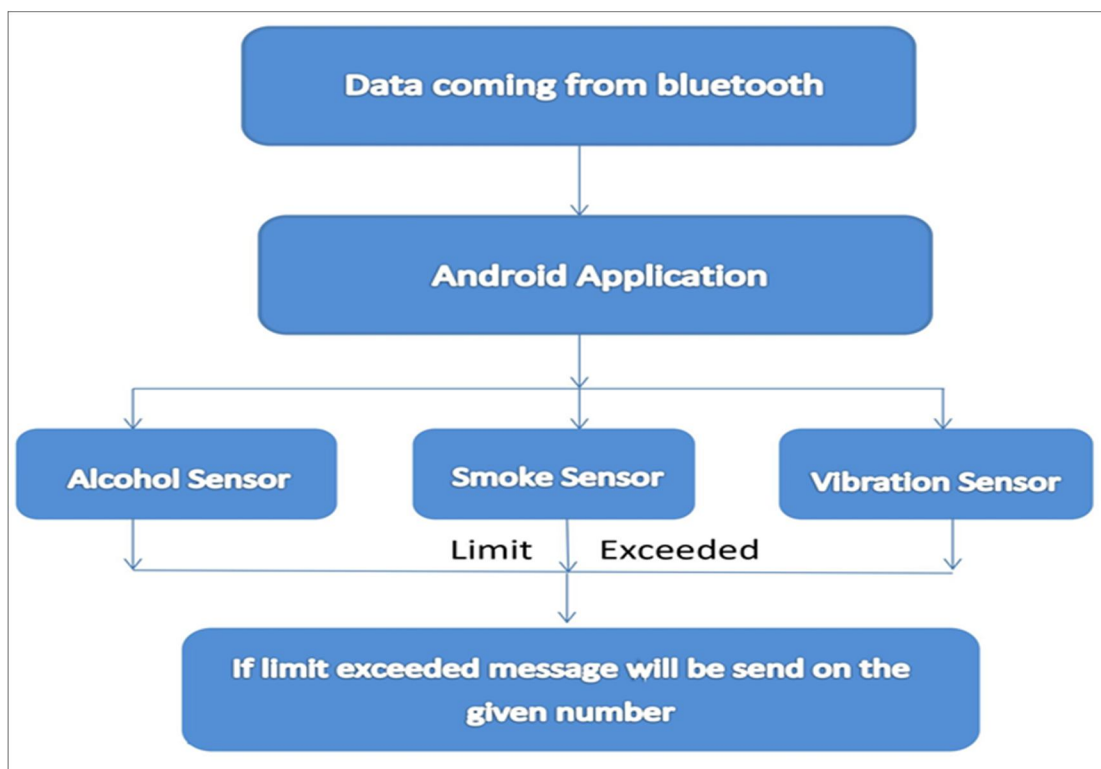 Data coming from bluetooth
Android Application
Alcohol Sensor
Smoke Sensor
Vibration Sensor
Limit Exceeded
If limit exceeded message will be send on the
given number